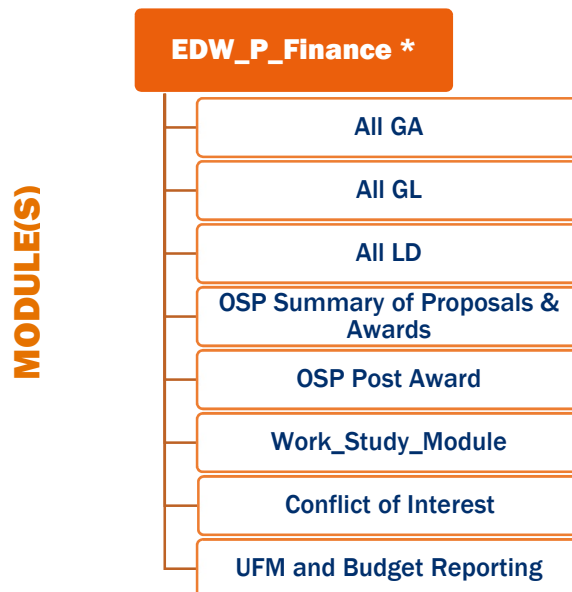 EDW_P_Finance *
MODULE(S)
All GA
All GL
All LD
OSP Summary of Proposals &
Awards
OSP Post Award
Work_Study_Module
Conflict of Interest
UFM and Budget Reporting